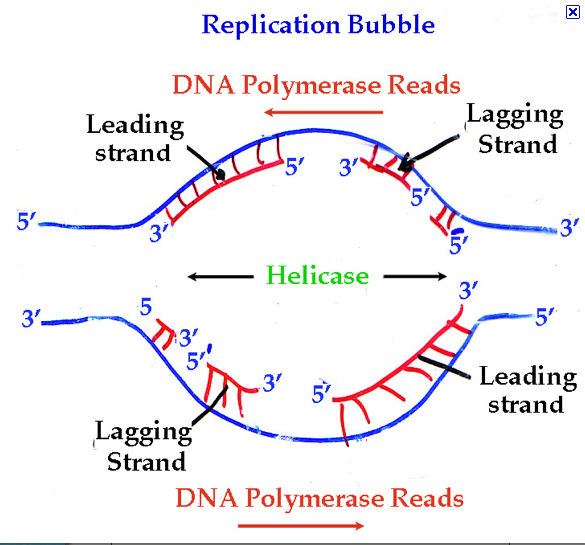 Replication Bubble
DNA Polymerase Reads
Leading
strand
Lagging
Strand
5′
3′
5′
5′
3′
3′
5′
3′
Helicase
3′
3′
5
3′
5′
5′
3′
5′
Leading
strand
Lagging
Strand
DNA Polymerase Reads